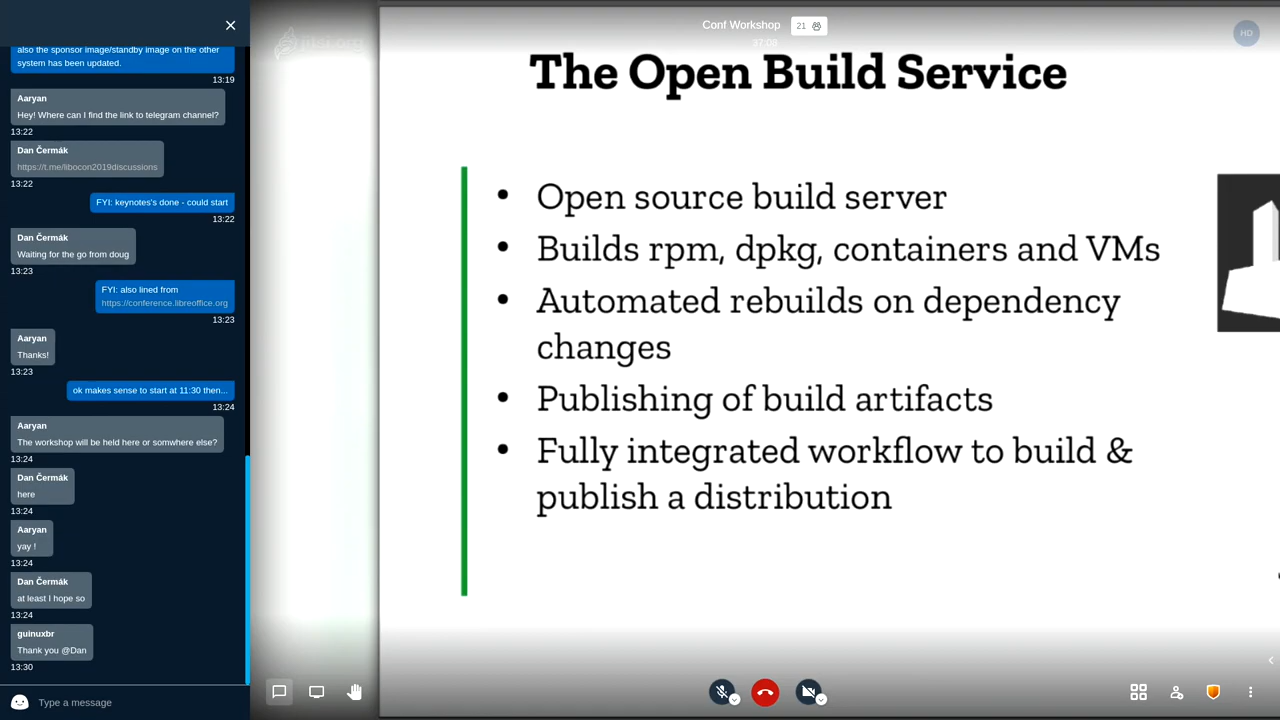 also the sponsor image/standby image on the other
system has been updated.
13:19
Aaryan
Hey! Where can I find the link to telegram channel?
13:22
Dan Čermák
https://t.me/libocon2019discussions
13:22
FYI: keynotes's done - could start
13:22
Dan Čermák
Waiting for the go from doug
13:23
FYI: also lined from
https://conference.libreoffice.org
13:23
Aaryan
Thanks!
13:23
ok makes sense to start at 11:30 then...
13:24
Aaryan
The workshop will be held here or somwhere else?
13:24
Dan Čermák
here
13:24
Aaryan
yay !
13:24
Dan Čermák
at least I hope so
13:24
guinuxbr
Thank you @Dan
13:30
Type a message
jitsi.org
Conf Workshop
21
37:03
HD
The Open Build Service
• Open source build server
• Builds rpm, dpkg, containers and VMs
• Automated rebuilds on dependency
changes
• Publishing of build artifacts
• Fully integrated workflow to build &
publish a distribution